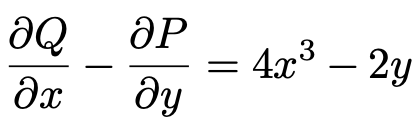 ∂Q/∂x − ∂P/∂y = 4x³ − 2y